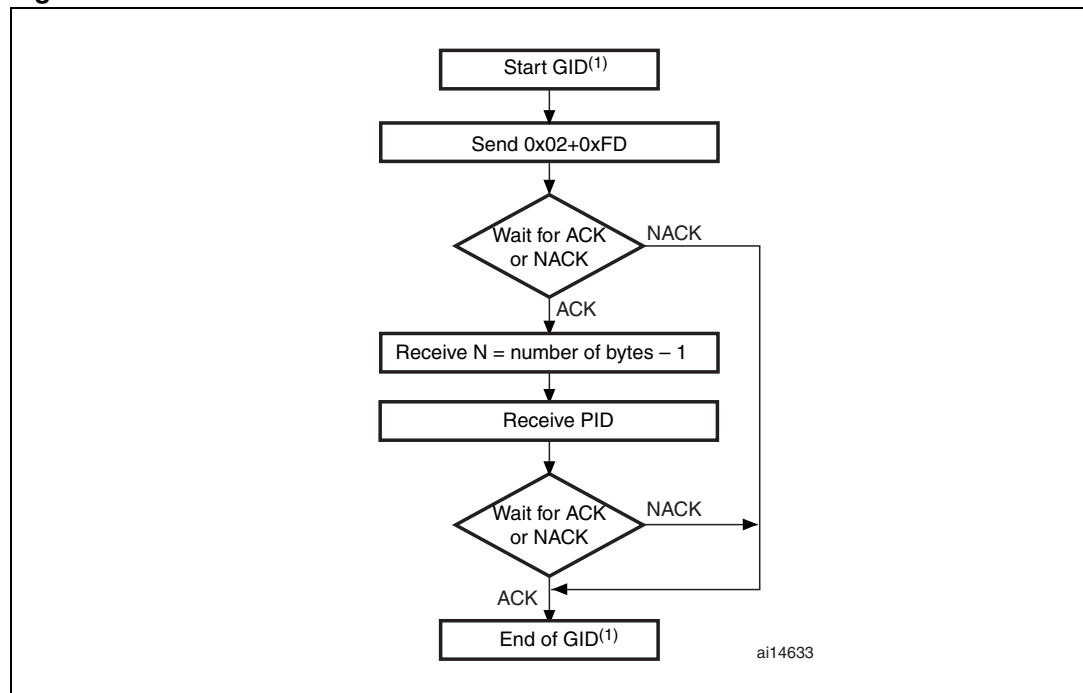 Start GID(1)
Send 0x02+0xFD
Wait for ACK
or NACK
NACK
ACK
Receive N = number of bytes – 1
Receive PID
Wait for ACK
or NACK
NACK
ACK
End of GID(1)
ai14633